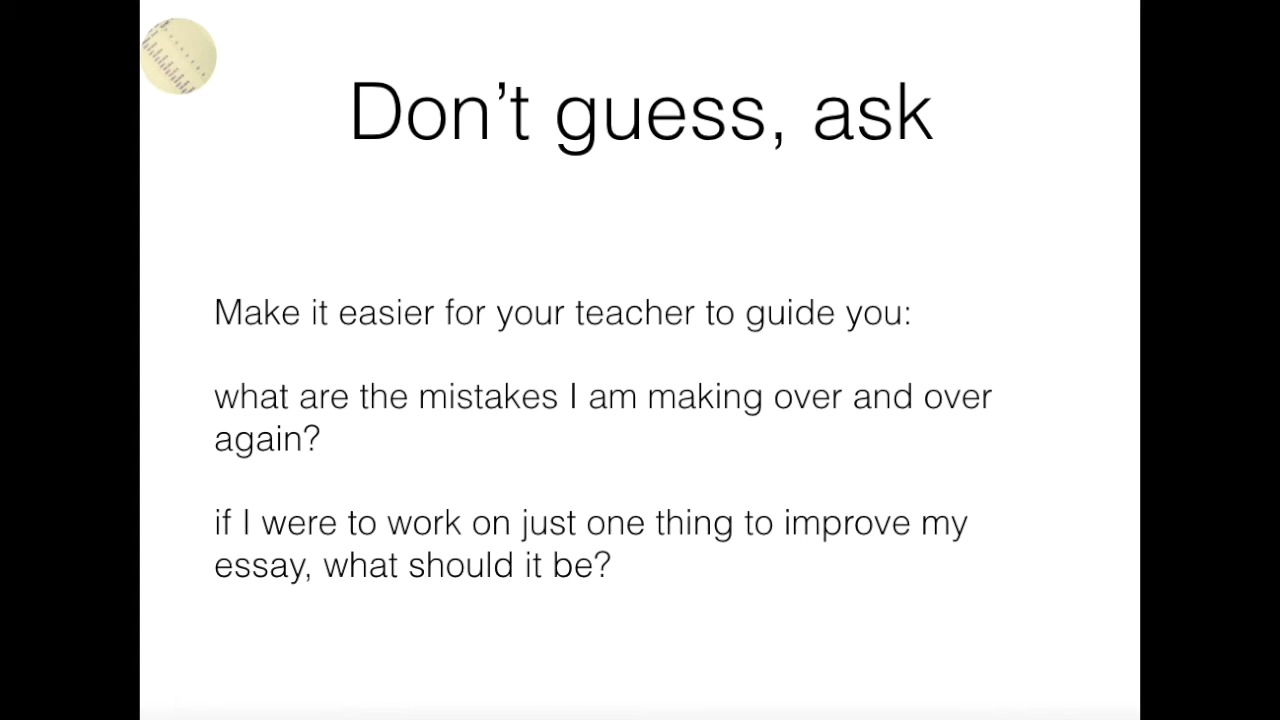 Don’t guess, ask
Make it easier for your teacher to guide you:
what are the mistakes I am making over and over
again?
if I were to work on just one thing to improve my
essay, what should it be?